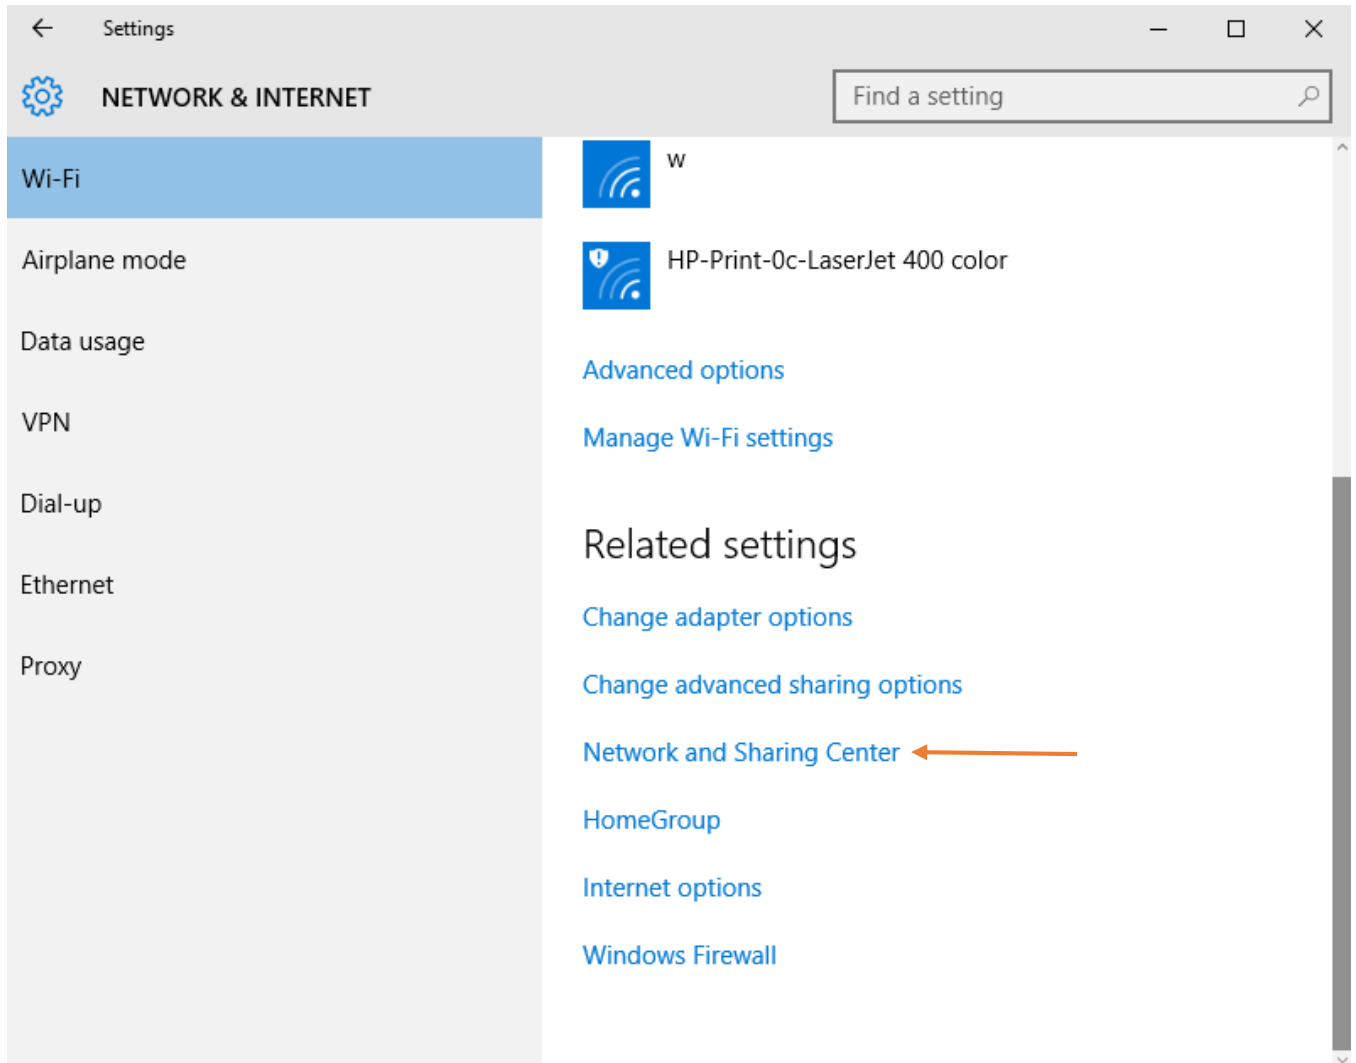 Settings
NETWORK & INTERNET
Find a setting
Wi-Fi
Airplane mode
Data usage
VPN
Dial-up
Ethernet
Proxy
w
HP-Print-0c-LaserJet 400 color
Advanced options
Manage Wi-Fi settings
Related settings
Change adapter options
Change advanced sharing options
Network and Sharing Center
HomeGroup
Internet options
Windows Firewall